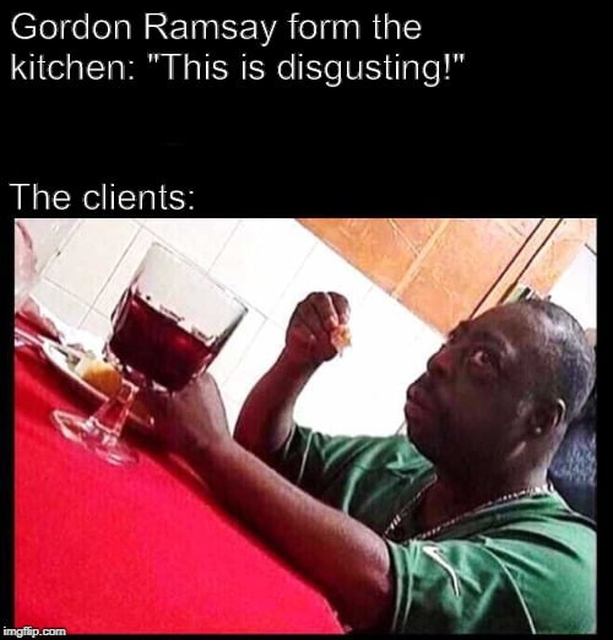 Gordon Ramsay form the
kitchen: "This is disgusting!"
The clients:
imgflip.com